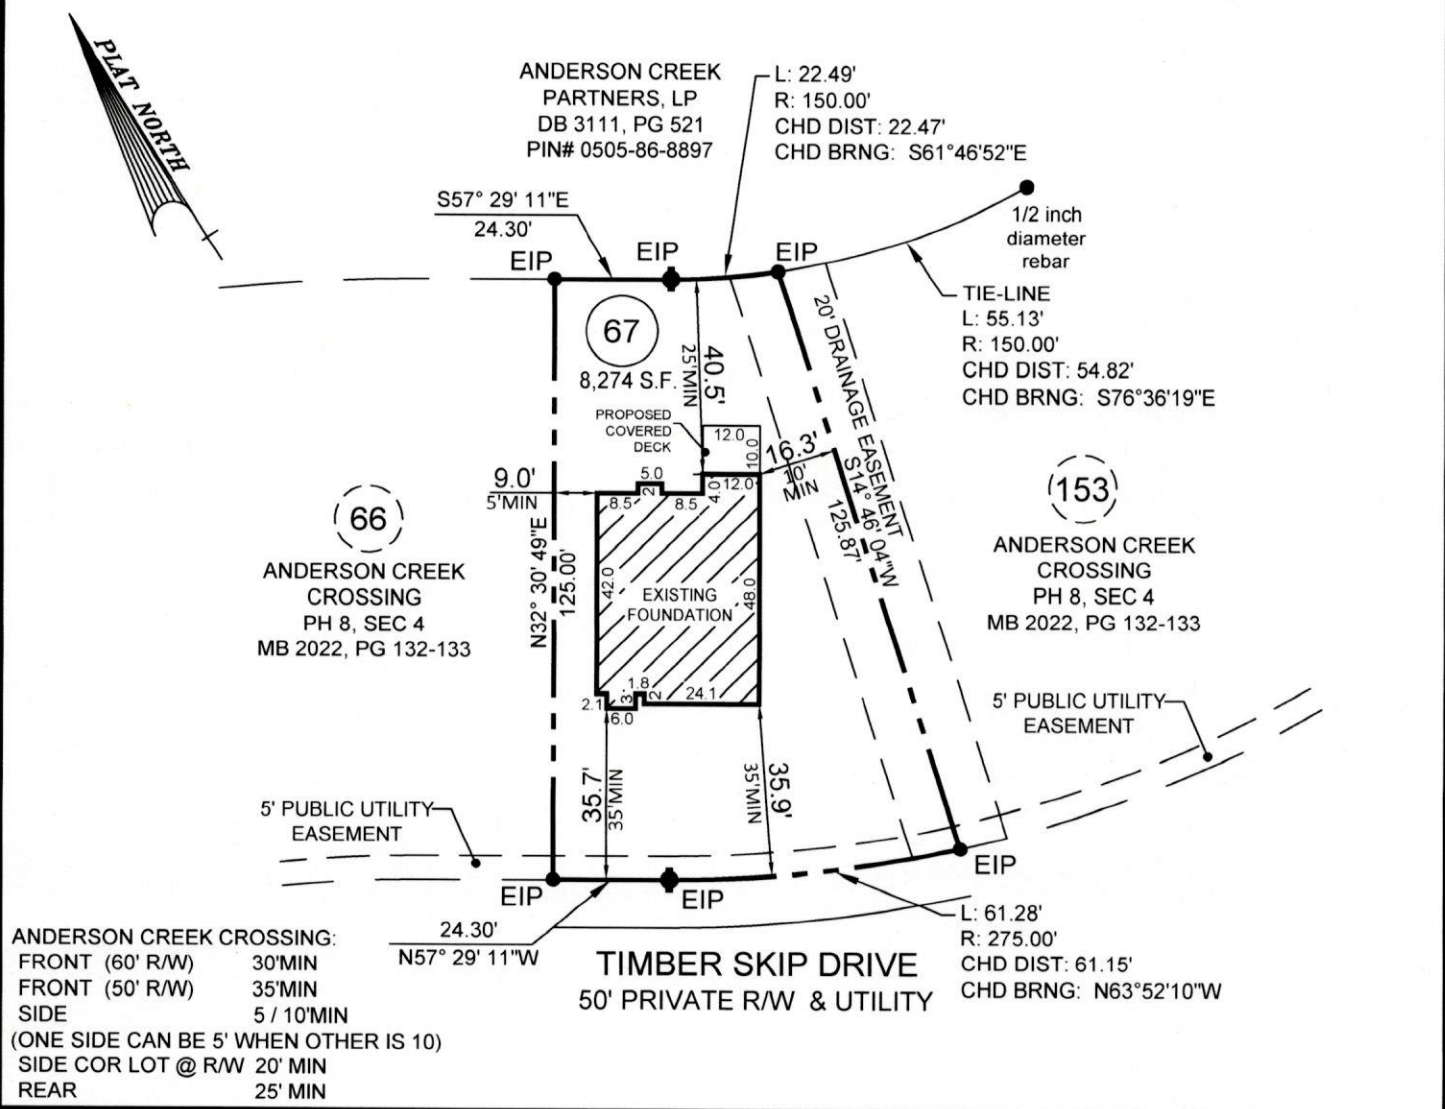 PLAT NORTH
ANDERSON CREEK
PARTNERS, LP
DB 3111, PG 521
PIN# 0505-86-8897
L: 22.49'
R: 150.00'
CHD DIST: 22.47'
CHD BRNG: S61°46'52"E
S57° 29' 11"E
24.30'
1/2 inch
diameter
rebar
EIP
EIP
EIP
TIE-LINE
L: 55.13'
R: 150.00'
CHD DIST: 54.82'
CHD BRNG: S76°36'19"E
67
8,274 S.F.
40.5'
25'MIN
20' DRAINAGE EASEMENT
S14° 46' 04"W
125.87'
PROPOSED
COVERED
DECK
12.0
10.0
16.3'
10'
MIN
9.0'
5'MIN
5.0
8.5
2
8.5
4.0
12.0
66
ANDERSON CREEK
CROSSING
PH 8, SEC 4
MB 2022, PG 132-133
N32° 30' 49"E
125.00'
42.0
EXISTING
FOUNDATION
48.0
153
ANDERSON CREEK
CROSSING
PH 8, SEC 4
MB 2022, PG 132-133
2.1
6.0
3
1.8
2
24.1
5' PUBLIC UTILITY
EASEMENT
35.7'
35'MIN
35.9'
35'MIN
5' PUBLIC UTILITY
EASEMENT
EIP
EIP
EIP
24.30'
N57° 29' 11"W
L: 61.28'
R: 275.00'
CHD DIST: 61.15'
CHD BRNG: N63°52'10"W
TIMBER SKIP DRIVE
50' PRIVATE R/W & UTILITY
ANDERSON CREEK CROSSING:
FRONT (60' R/W) 30'MIN
FRONT (50' R/W) 35'MIN
SIDE 5 / 10'MIN
(ONE SIDE CAN BE 5' WHEN OTHER IS 10)
SIDE COR LOT @ R/W 20' MIN
REAR 25' MIN